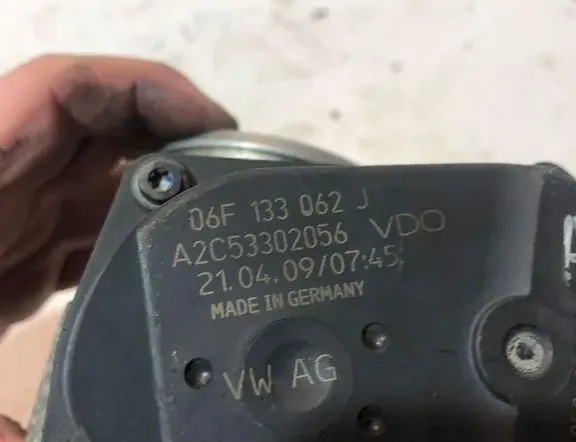 06F 133 062 J
A2C53302056 VDO
21.04.09/07:45
MADE IN GERMANY
VW AG